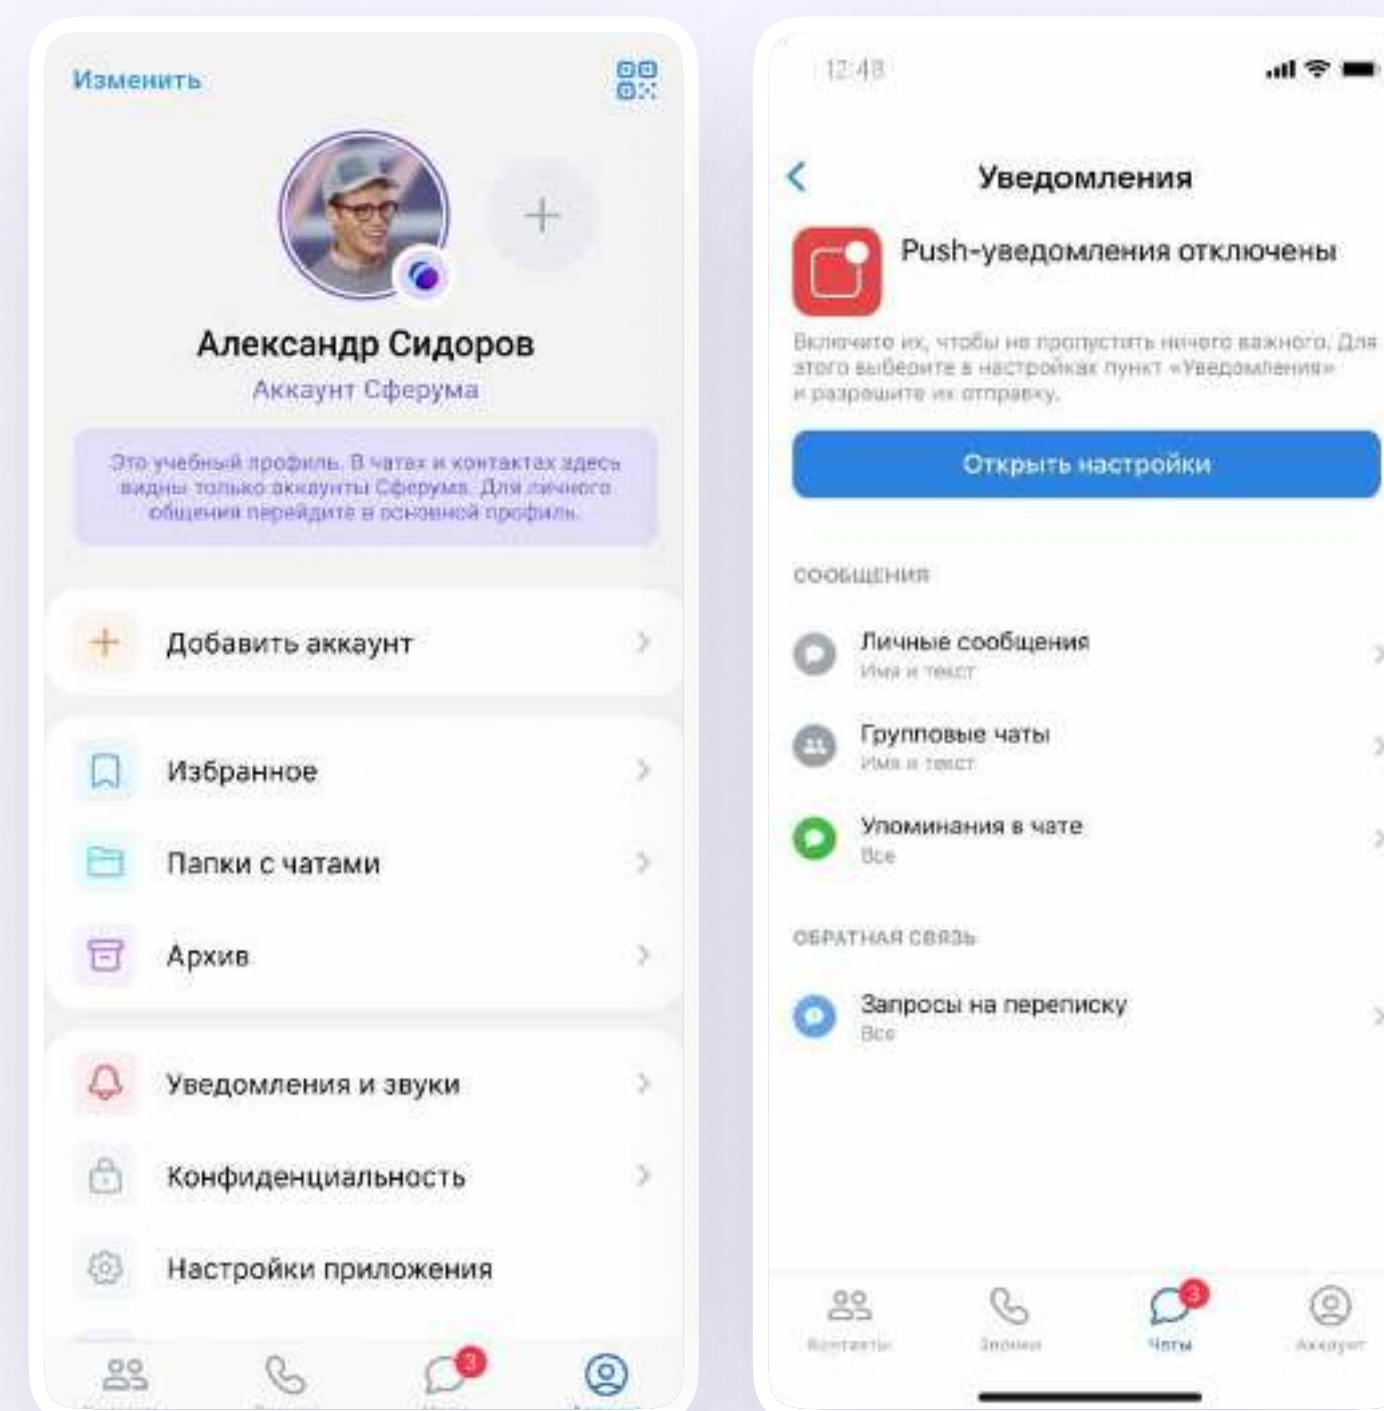 Изменить
Александр Сидоров
Аккаунт Сферума
Это учебный профиль. В чатах и контактах здесь
видны только аккаунты Сферума. Для личного
общения перейдите в основной профиль.
Добавить аккаунт
Избранное
Папки с чатами
Архив
Уведомления и звуки
Конфиденциальность
Настройки приложения
3
12:48
Уведомления
Push-уведомления отключены
Включите их, чтобы не пропустить ничего важного. Для
этого выберите в настройках пункт «Уведомления»
и разрешите их отправку.
Открыть настройки
СООБЩЕНИЯ
Личные сообщения
Имя и текст
Групповые чаты
Имя и текст
Упоминания в чате
Все
ОБРАТНАЯ СВЯЗЬ
Запросы на переписку
Все
3
Контакты
Звонки
Чаты
Аккаунт